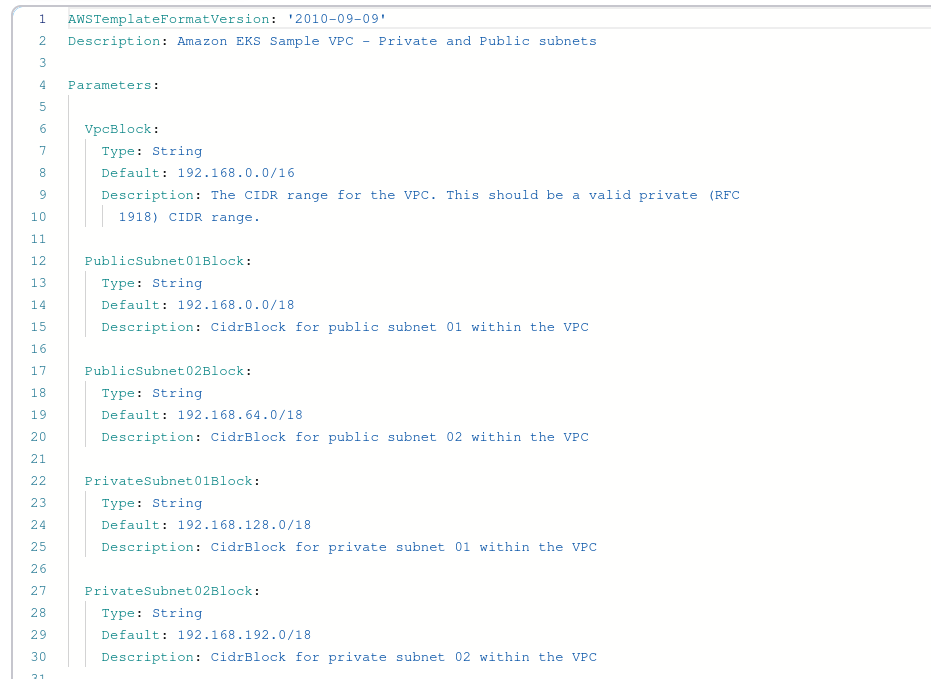 1 AWSTemplateFormatVersion: '2010-09-09'
2 Description: Amazon EKS Sample VPC - Private and Public subnets
3
4 Parameters:
5
6 VpcBlock:
7 Type: String
8 Default: 192.168.0.0/16
9 Description: The CIDR range for the VPC. This should be a valid private (RFC
10 1918) CIDR range.
11
12 PublicSubnet01Block:
13 Type: String
14 Default: 192.168.0.0/18
15 Description: CidrBlock for public subnet 01 within the VPC
16
17 PublicSubnet02Block:
18 Type: String
19 Default: 192.168.64.0/18
20 Description: CidrBlock for public subnet 02 within the VPC
21
22 PrivateSubnet01Block:
23 Type: String
24 Default: 192.168.128.0/18
25 Description: CidrBlock for private subnet 01 within the VPC
26
27 PrivateSubnet02Block:
28 Type: String
29 Default: 192.168.192.0/18
30 Description: CidrBlock for private subnet 02 within the VPC
31